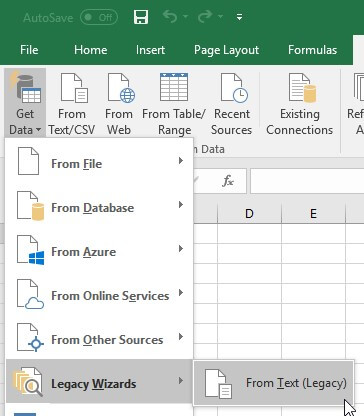 AutoSave Off
File Home Insert Page Layout Formulas
Get Data From Text/CSV From Web From Table/ Range Recent Sources Existing Connections Ref
Data
From File
fx
From Database
D E
From Azure
From Online Services
From Other Sources
Legacy Wizards From Text (Legacy)